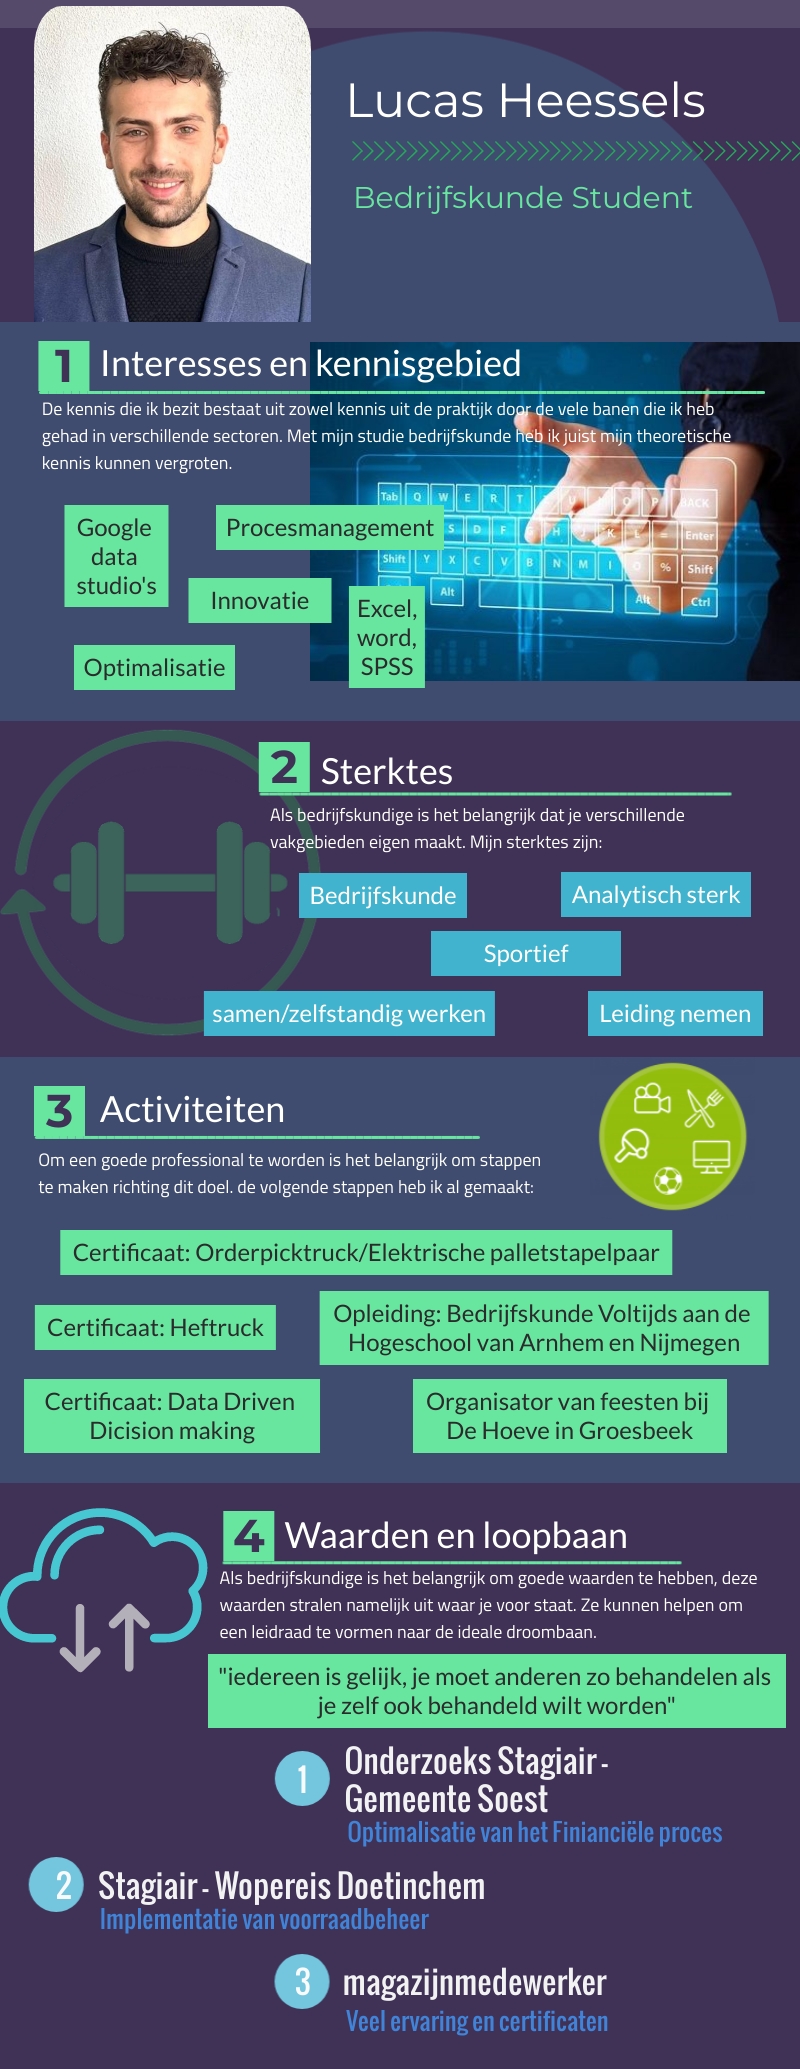 Lucas Heessels
Bedrijfskunde Student
1 Interesses en kennisgebied
De kennis die ik bezit bestaat uit zowel kennis uit de praktijk door de vele banen die ik heb
gehad in verschillende sectoren. Met mijn studie bedrijfskunde heb ik juist mijn theoretische
kennis kunnen vergroten.
Google
data
studio's
Procesmanagement
Innovatie
Excel,
word,
SPSS
Optimalisatie
Tab Q W E R T U O P BACK
S D F H K L = Enter
Shift Y X C V B N M % Shift
Alt Alt Ctrl
2 Sterktes
Als bedrijfskundige is het belangrijk dat je verschillende
vakgebieden eigen maakt. Mijn sterktes zijn:
Bedrijfskunde
Analytisch sterk
Sportief
samen/zelfstandig werken
Leiding nemen
3 Activiteiten
Om een goede professional te worden is het belangrijk om stappen
te maken richting dit doel. de volgende stappen heb ik al gemaakt:
Certificaat: Orderpicktruck/Elektrische palletstapelpaar
Certificaat: Heftruck
Opleiding: Bedrijfskunde Voltijds aan de
Hogeschool van Arnhem en Nijmegen
Certificaat: Data Driven
Dicision making
Organisator van feesten bij
De Hoeve in Groesbeek
4 Waarden en loopbaan
Als bedrijfskundige is het belangrijk om goede waarden te hebben, deze
waarden stralen namelijk uit waar je voor staat. Ze kunnen helpen om
een leidraad te vormen naar de ideale droombaan.
"iedereen is gelijk, je moet anderen zo behandelen als
je zelf ook behandeld wilt worden"
1 Onderzoeks Stagiair -
Gemeente Soest
Optimalisatie van het Finianciële proces
2 Stagiair - Wopereis Doetinchem
Implementatie van voorraadbeheer
3 magazijnmedewerker
Veel ervaring en certificaten